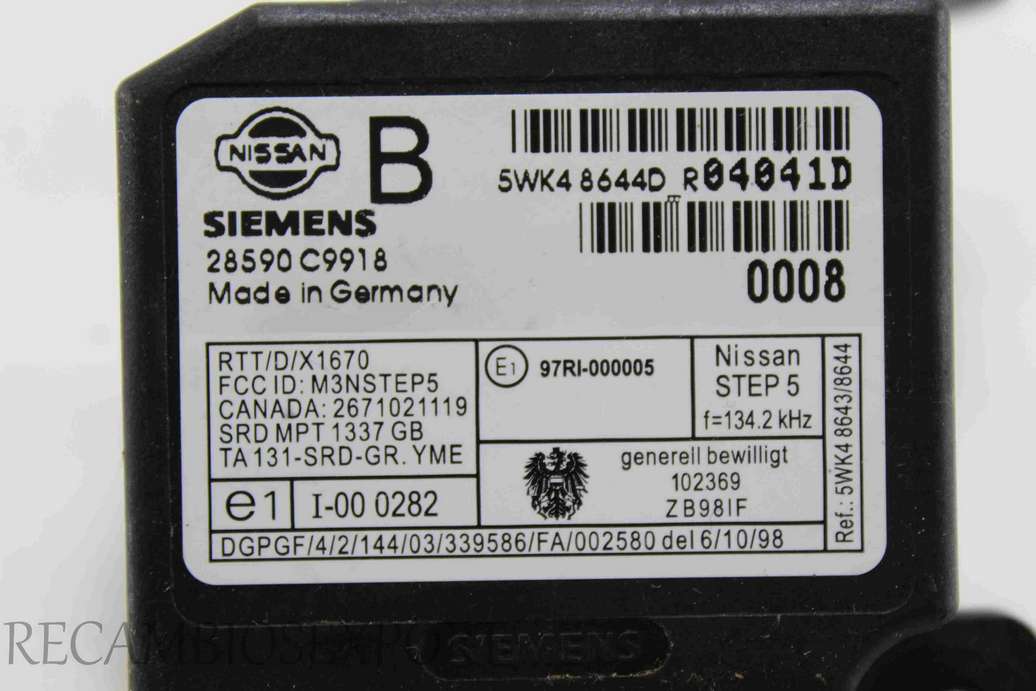 NISSAN
B
SIEMENS
28590 C9918
Made in Germany
5WK4 8644D R04041D
0008
RTT/D/X1670
FCC ID: M3NSTEP5
CANADA: 2671021119
SRD MPT 1337 GB
TA 131-SRD-GR. YME
e1 I-00 0282
E1 97RI-000005
Nissan
STEP 5
f=134.2 kHz
generell bewilligt
102369
ZB98IF
DGPGF/4/2/144/03/339586/FA/002580 del 6/10/98
Ref.: 5WK4 8643/8644
RECAMBIOSEXPO
SIEMENS